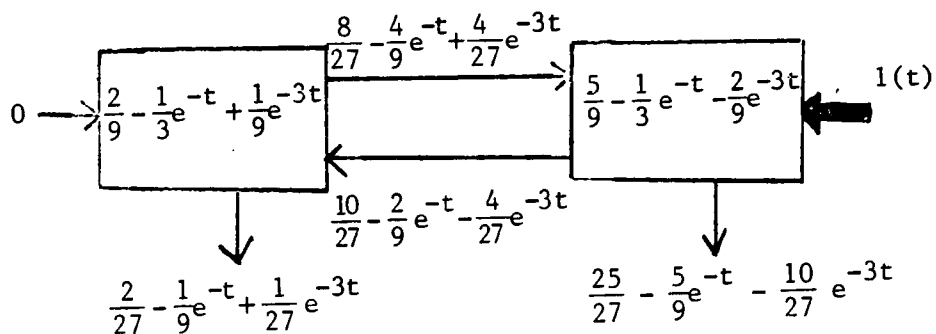 8/27 - 4/9 e^-t + 4/27 e^-3t
1(t)
0
2/9 - 1/3 e^-t + 1/9 e^-3t
5/9 - 1/3 e^-t - 2/9 e^-3t
10/27 - 2/9 e^-t - 4/27 e^-3t
2/27 - 1/9 e^-t + 1/27 e^-3t
25/27 - 5/9 e^-t - 10/27 e^-3t